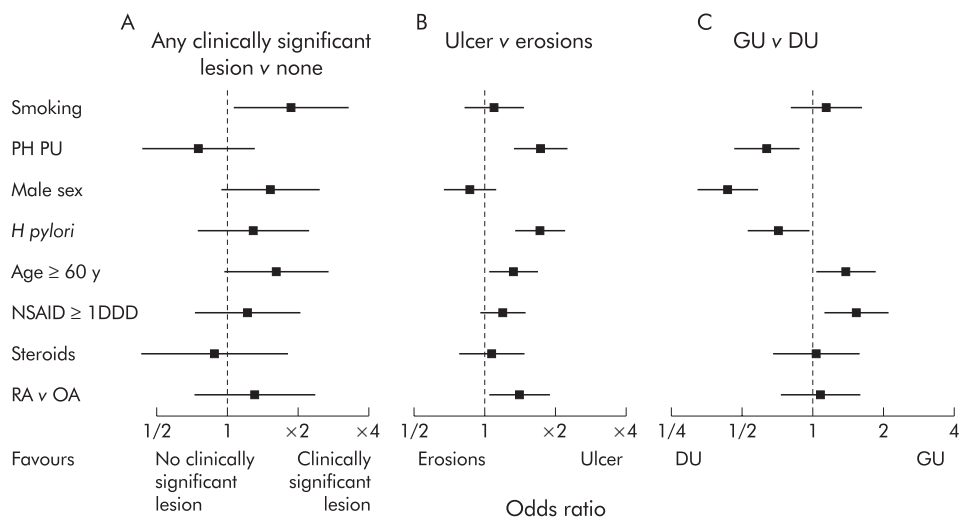 A
Any clinically significant
lesion v none
B
Ulcer v erosions
C
GU v DU
Smoking
PH PU
Male sex
H pylori
Age ≥ 60 y
NSAID ≥ 1DDD
Steroids
RA v OA
1/2 1 ×2 ×4
1/2 1 ×2 ×4
1/4 1/2 1 2 4
Favours
No clinically
significant
lesion
Clinically
significant
lesion
Erosions
Ulcer
DU
GU
Odds ratio